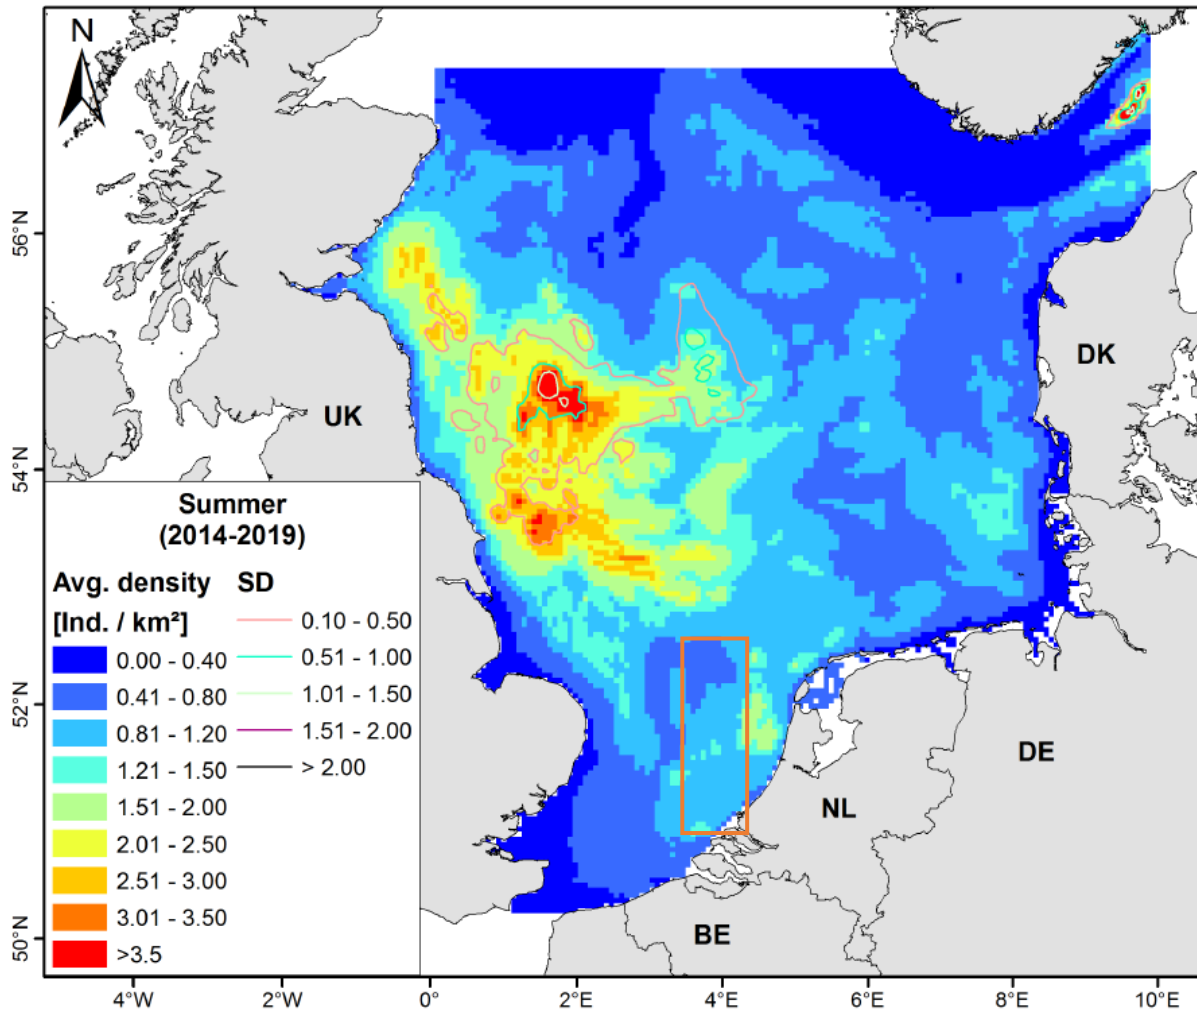 N
56°N
54°N
52°N
50°N
UK
DK
DE
NL
BE
Summer
(2014-2019)
Avg. density SD
[Ind. / km²]
0.00 - 0.40
0.41 - 0.80
0.81 - 1.20
1.21 - 1.50
1.51 - 2.00
2.01 - 2.50
2.51 - 3.00
3.01 - 3.50
>3.5
0.10 - 0.50
0.51 - 1.00
1.01 - 1.50
1.51 - 2.00
> 2.00
4°W 2°W 0° 2°E 4°E 6°E 8°E 10°E